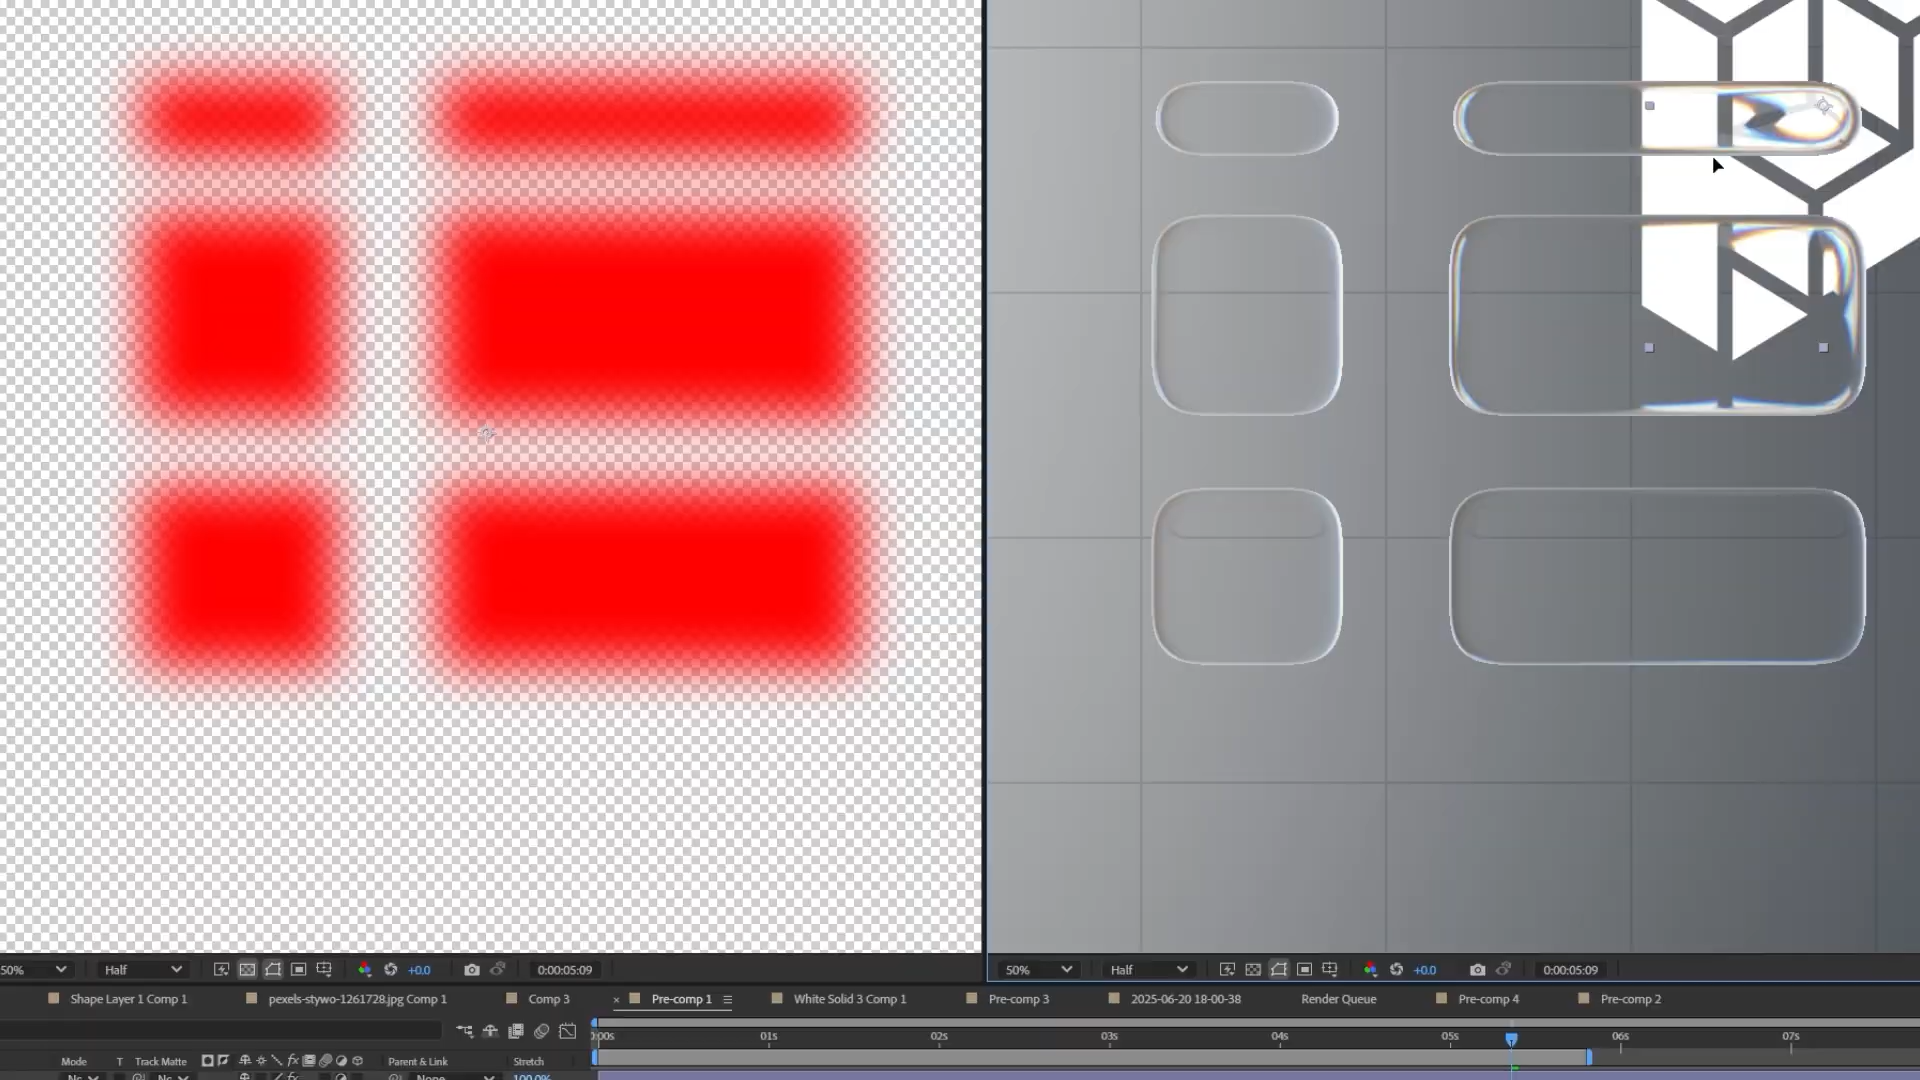 50% Half +0.0 0:00:05:09
50% Half +0.0 0:00:05:09
Shape Layer 1 Comp 1 pexels-stywo-1261728.jpg Comp 1 Comp 3 × Pre-comp 1 White Solid 3 Comp 1 Pre-comp 3 2025-06-20 18-00-38 Render Queue Pre-comp 4 Pre-comp 2
01s 02s 03s 04s 05s 06s 07s
Mode T Track Matte fx Parent & Link Stretch
None 100.0%